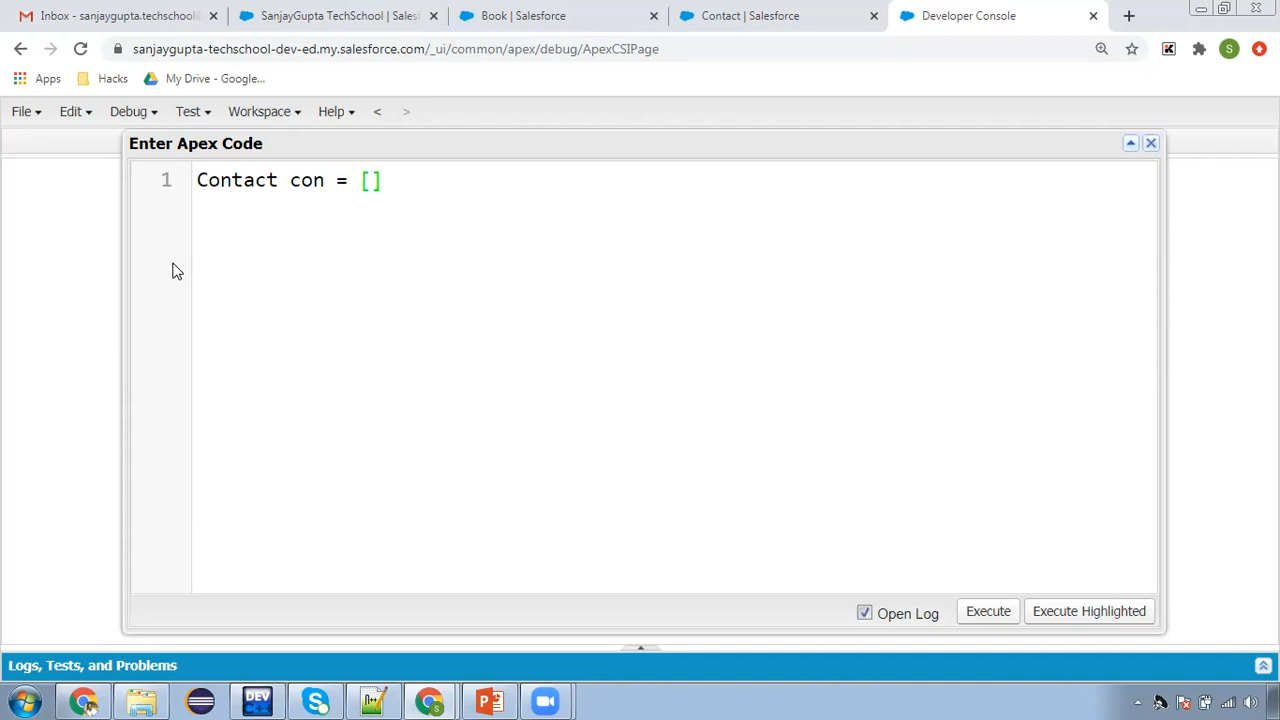 Inbox - sanjaygupta.techschool@
SanjayGupta TechSchool | Sales
Book | Salesforce
Contact | Salesforce
Developer Console
sanjaygupta-techschool-dev-ed.my.salesforce.com/_ui/common/apex/debug/ApexCSIPage
S
Apps
Hacks
My Drive - Google...
File
Edit
Debug
Test
Workspace
Help
<
>
Enter Apex Code
1 Contact con = []
Open Log
Execute
Execute Highlighted
Logs, Tests, and Problems
DEV
C++